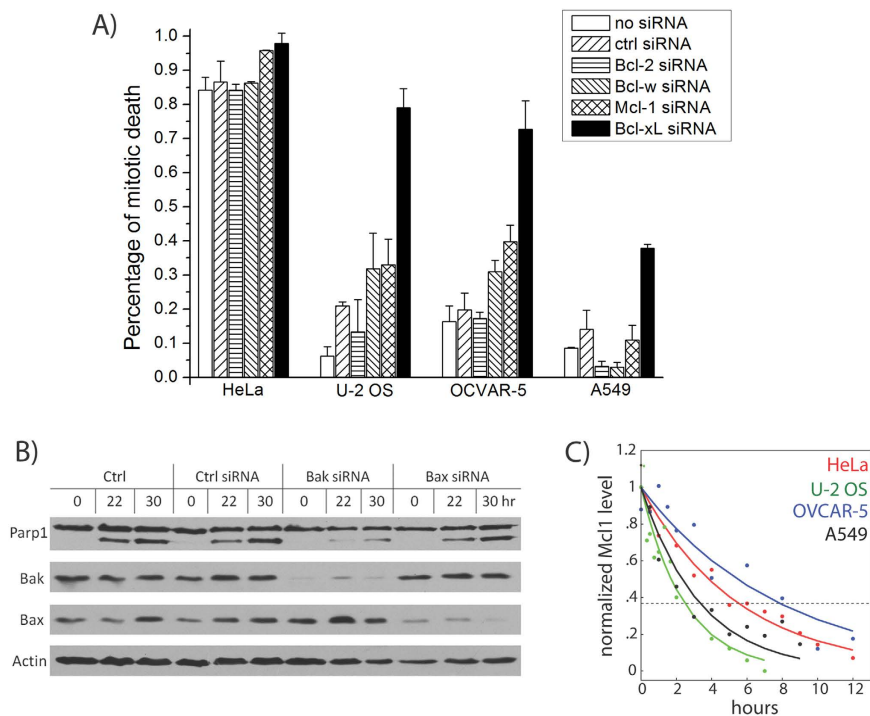 A)
no siRNA
ctrl siRNA
Bcl-2 siRNA
Bcl-w siRNA
Mcl-1 siRNA
Bcl-xL siRNA
Percentage of mitotic death
1.0
0.9
0.8
0.7
0.6
0.5
0.4
0.3
0.2
0.1
0.0
HeLa U-2 OS OCVAR-5 A549
B)
Ctrl Ctrl siRNA Bak siRNA Bax siRNA
0 22 30 0 22 30 0 22 30 0 22 30 hr
Parp1
Bak
Bax
Actin
C)
HeLa
U-2 OS
OVCAR-5
A549
normalized Mcl1 level
1.2
1
.8
.6
.4
.2
0
0 2 4 6 8 10 12
hours